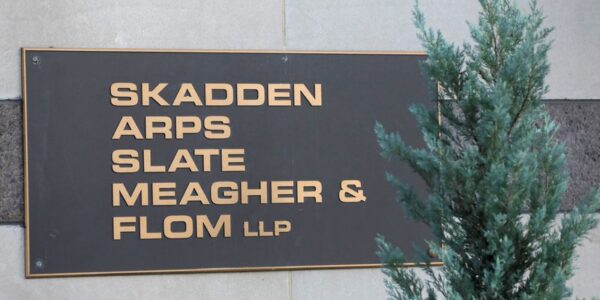 SKADDEN
ARPS
SLATE
MEAGHER &
FLOM LLP